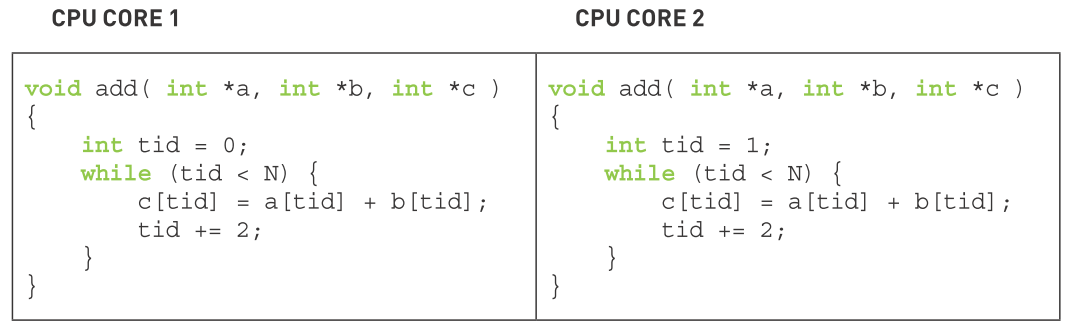 CPU CORE 1
void add( int *a, int *b, int *c )
{
    int tid = 0;
    while (tid < N) {
        c[tid] = a[tid] + b[tid];
        tid += 2;
    }
}
CPU CORE 2
void add( int *a, int *b, int *c )
{
    int tid = 1;
    while (tid < N) {
        c[tid] = a[tid] + b[tid];
        tid += 2;
    }
}